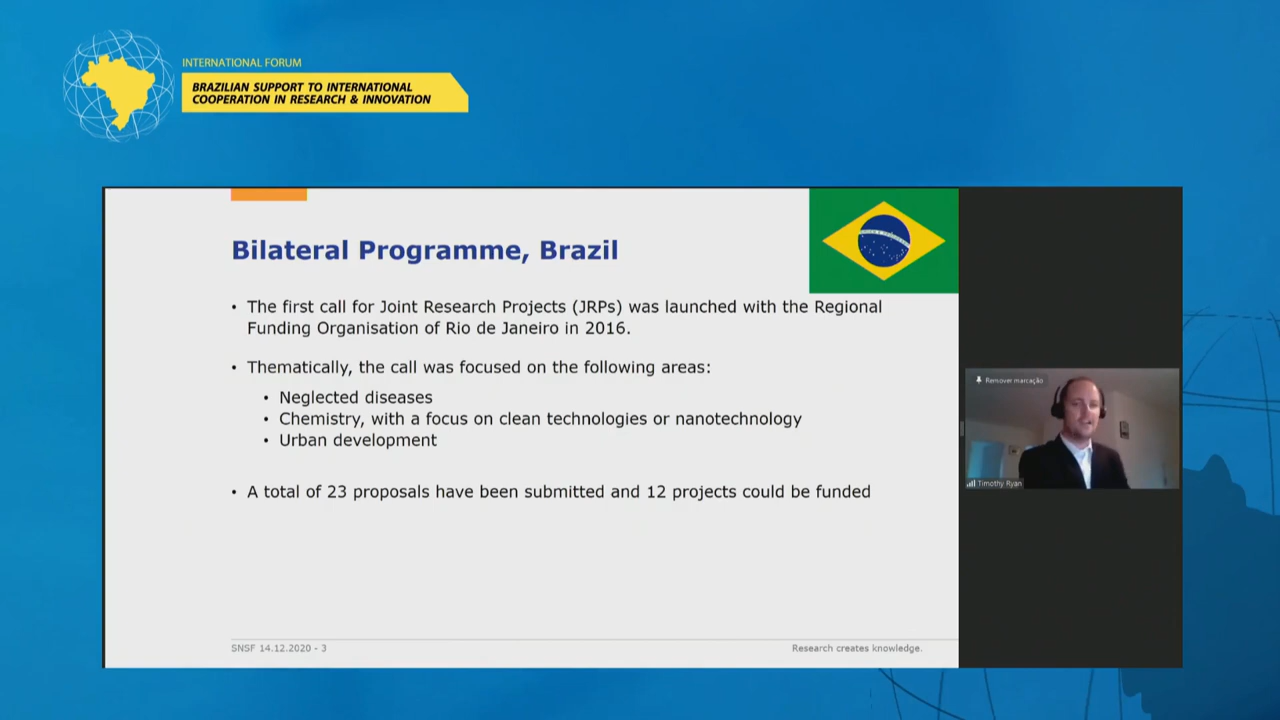 INTERNATIONAL FORUM
BRAZILIAN SUPPORT TO INTERNATIONAL
COOPERATION IN RESEARCH & INNOVATION
Bilateral Programme, Brazil
• The first call for Joint Research Projects (JRPs) was launched with the Regional
Funding Organisation of Rio de Janeiro in 2016.
• Thematically, the call was focused on the following areas:
• Neglected diseases
• Chemistry, with a focus on clean technologies or nanotechnology
• Urban development
• A total of 23 proposals have been submitted and 12 projects could be funded
SNSF 14.12.2020 - 3
Research creates knowledge.
Remover marcação
Timothy Ryan